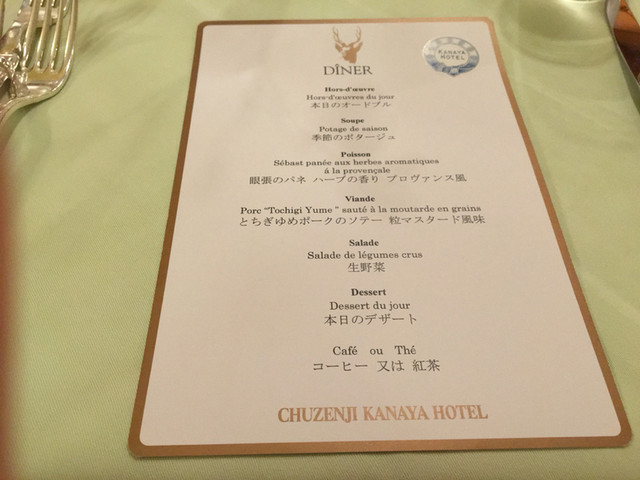 DÎNER
KANAYA
HOTEL
Hors-d'œuvre
Hors-d'œuvres du jour
本日のオードブル
Soupe
Potage de saison
季節のポタージュ
Poisson
Sébast panée aux herbes aromatiques
á la provençale
眼張のパネ ハーブの香り プロヴァンス風
Viande
Porc "Tochigi Yume" sauté à la moutarde en grains
とちぎゆめポークのソテー 粒マスタード風味
Salade
Salade de légumes crus
生野菜
Dessert
Dessert du jour
本日のデザート
Café ou Thé
コーヒー 又は 紅茶
CHUZENJI KANAYA HOTEL